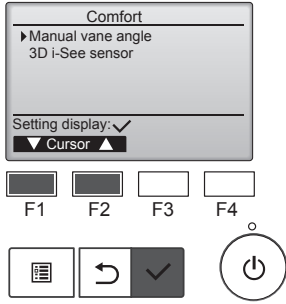 Comfort
▶Manual vane angle
3D i-See sensor
Setting display:✓
▼ Cursor ▲
F1 F2 F3 F4